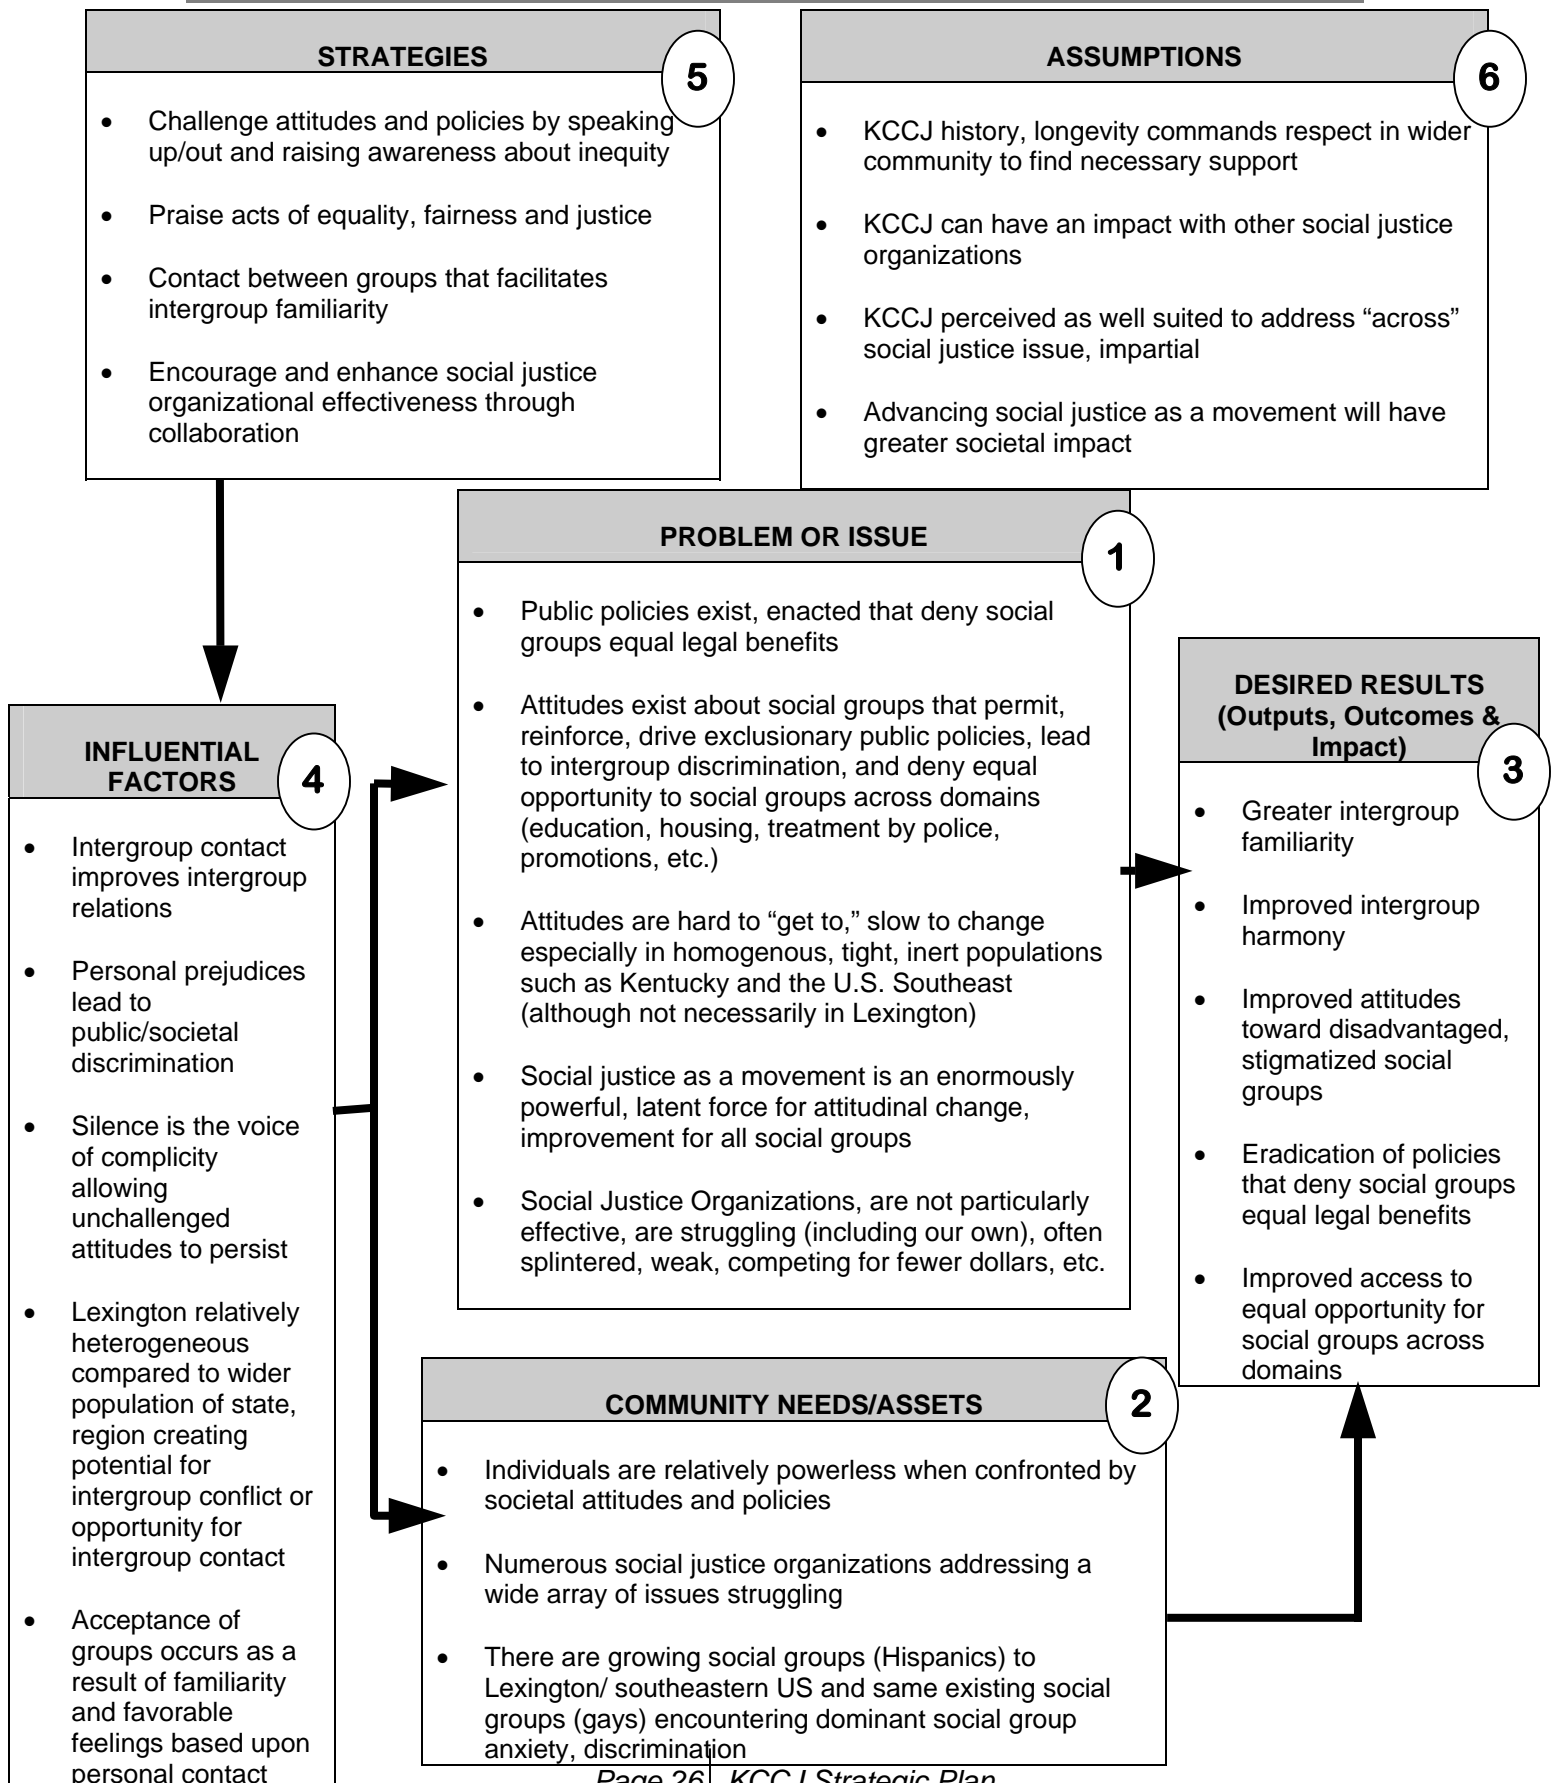 STRATEGIES
5
• Challenge attitudes and policies by speaking
up/out and raising awareness about inequity
• Praise acts of equality, fairness and justice
• Contact between groups that facilitates
intergroup familiarity
• Encourage and enhance social justice
organizational effectiveness through
collaboration
ASSUMPTIONS
6
• KCCJ history, longevity commands respect in wider
community to find necessary support
• KCCJ can have an impact with other social justice
organizations
• KCCJ perceived as well suited to address “across”
social justice issue, impartial
• Advancing social justice as a movement will have
greater societal impact
PROBLEM OR ISSUE
1
• Public policies exist, enacted that deny social
groups equal legal benefits
• Attitudes exist about social groups that permit,
reinforce, drive exclusionary public policies, lead
to intergroup discrimination, and deny equal
opportunity to social groups across domains
(education, housing, treatment by police,
promotions, etc.)
• Attitudes are hard to “get to,” slow to change
especially in homogenous, tight, inert populations
such as Kentucky and the U.S. Southeast
(although not necessarily in Lexington)
• Social justice as a movement is an enormously
powerful, latent force for attitudinal change,
improvement for all social groups
• Social Justice Organizations, are not particularly
effective, are struggling (including our own), often
splintered, weak, competing for fewer dollars, etc.
DESIRED RESULTS
(Outputs, Outcomes &
Impact)
3
• Greater intergroup
familiarity
• Improved intergroup
harmony
• Improved attitudes
toward disadvantaged,
stigmatized social
groups
• Eradication of policies
that deny social groups
equal legal benefits
• Improved access to
equal opportunity for
social groups across
domains
INFLUENTIAL
FACTORS
4
• Intergroup contact
improves intergroup
relations
• Personal prejudices
lead to
public/societal
discrimination
• Silence is the voice
of complicity
allowing
unchallenged
attitudes to persist
• Lexington relatively
heterogeneous
compared to wider
population of state,
region creating
potential for
intergroup conflict or
opportunity for
intergroup contact
• Acceptance of
groups occurs as a
result of familiarity
and favorable
feelings based upon
personal contact
COMMUNITY NEEDS/ASSETS
2
• Individuals are relatively powerless when confronted by
societal attitudes and policies
• Numerous social justice organizations addressing a
wide array of issues struggling
• There are growing social groups (Hispanics) to
Lexington/ southeastern US and same existing social
groups (gays) encountering dominant social group
anxiety, discrimination
Page 26 KCCJ Strategic Plan